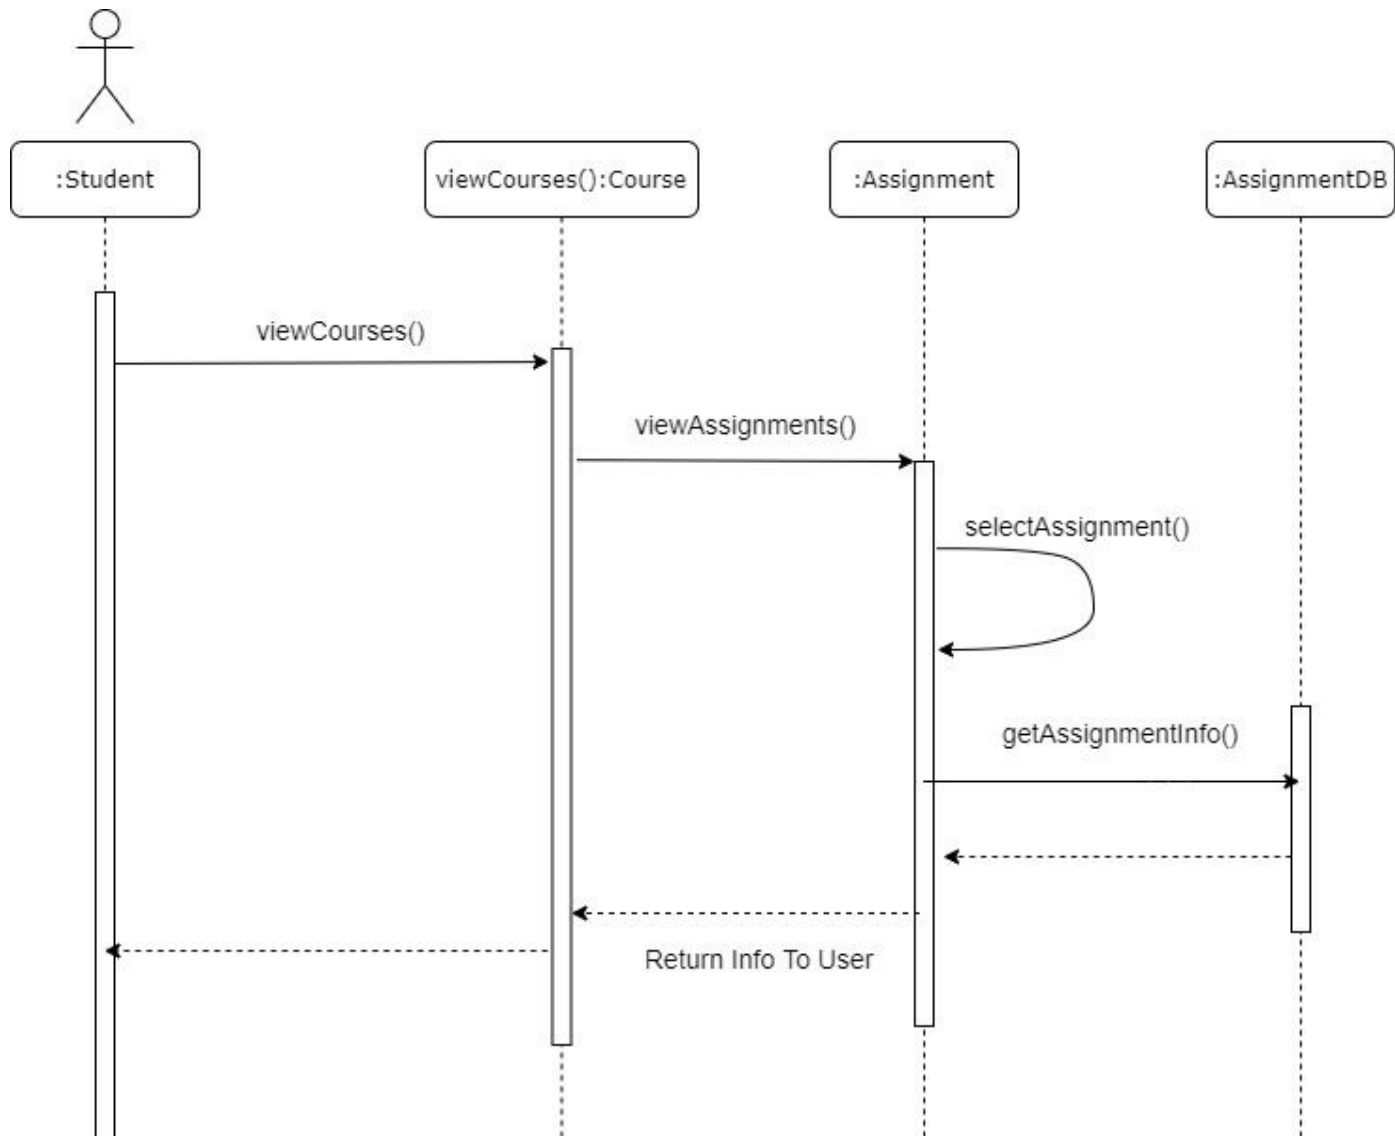 :Student
viewCourses():Course
:Assignment
:AssignmentDB
viewCourses()
viewAssignments()
selectAssignment()
getAssignmentInfo()
Return Info To User